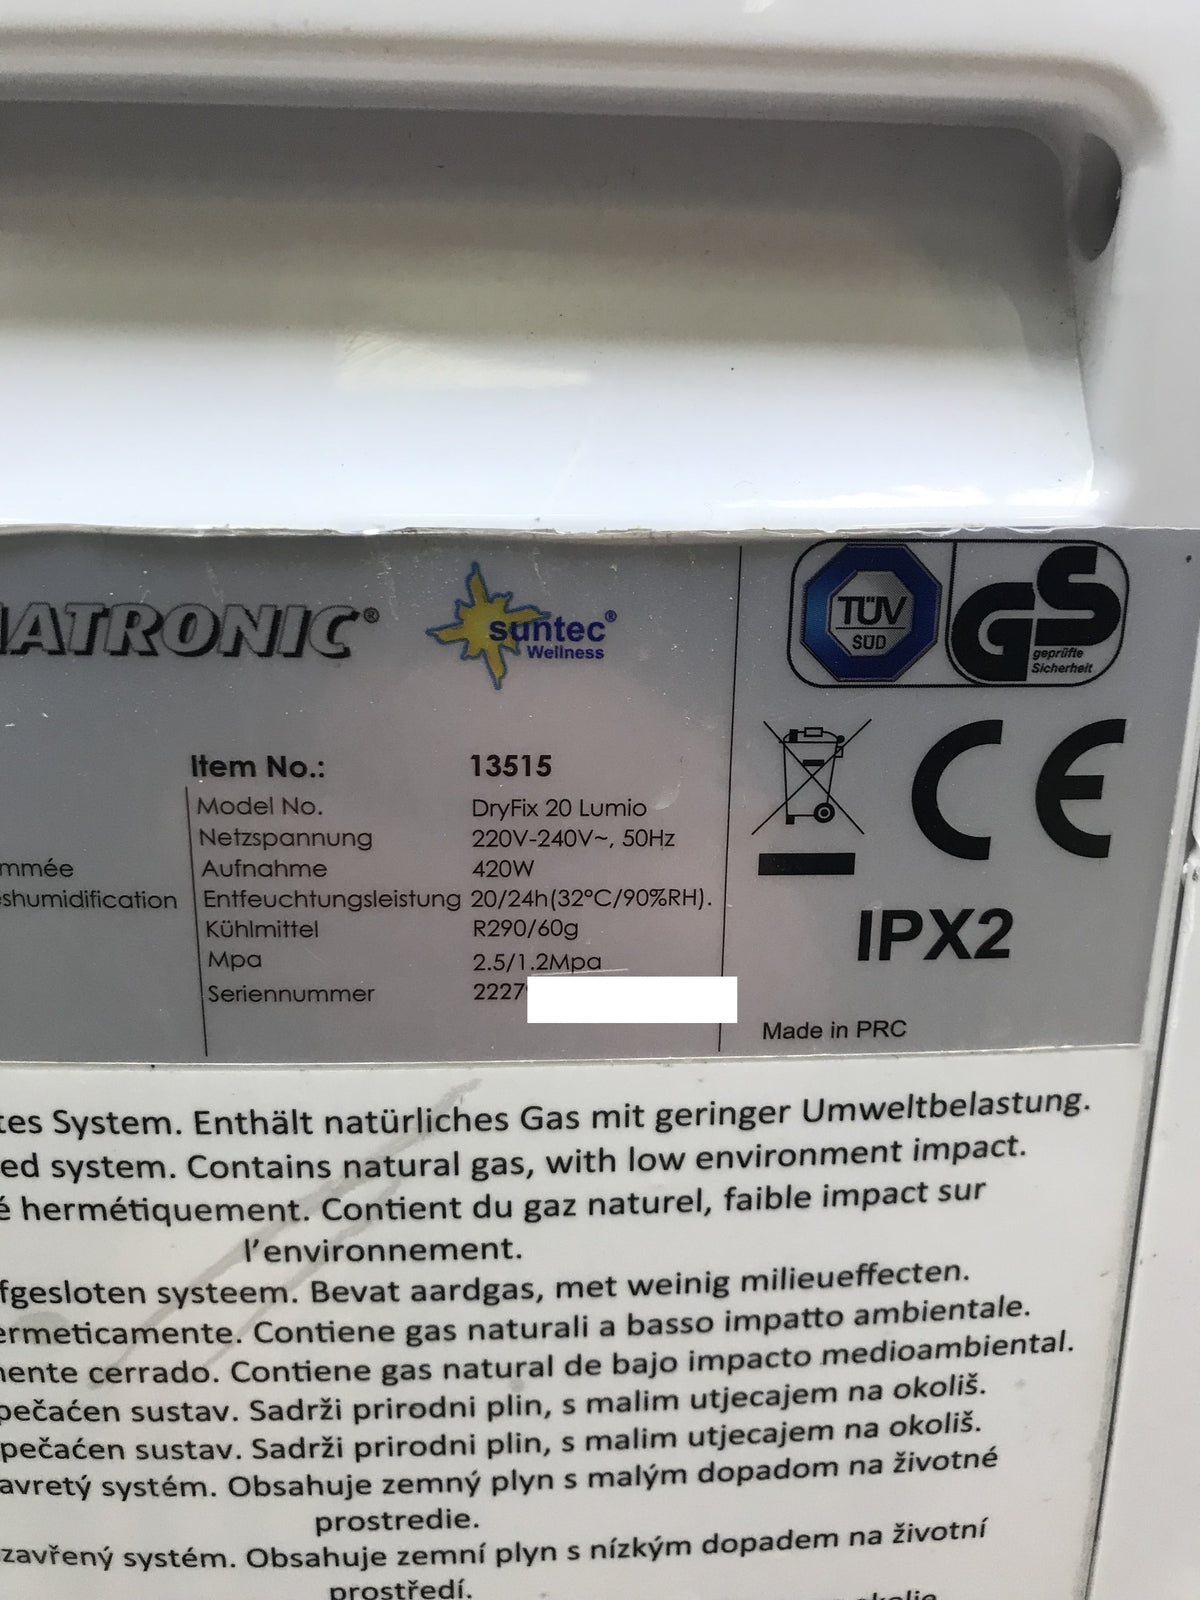 ATRONIC®
suntec®
Wellness
TÜV
SÜD
GS
geprüfte
Sicherheit
Item No.: 13515
Model No. DryFix 20 Lumio
Netzspannung 220V-240V~, 50Hz
mmée Aufnahme 420W
shumidification Entfeuchtungsleistung 20/24h(32°C/90%RH).
Kühlmittel R290/60g
Mpa 2.5/1.2Mpa
Seriennummer 2227
CE
IPX2
Made in PRC
tes System. Enthält natürliches Gas mit geringer Umweltbelastung.
ed system. Contains natural gas, with low environment impact.
é hermétiquement. Contient du gaz naturel, faible impact sur
l'environnement.
fgesloten systeem. Bevat aardgas, met weinig milieueffecten.
ermeticamente. Contiene gas naturali a basso impatto ambientale.
mente cerrado. Contiene gas natural de bajo impacto medioambiental.
pečaćen sustav. Sadrži prirodni plin, s malim utjecajem na okoliš.
pečaćen sustav. Sadrži prirodni plin, s malim utjecajem na okoliš.
avretý systém. Obsahuje zemný plyn s malým dopadom na životné
prostredie.
zavřený systém. Obsahuje zemní plyn s nízkým dopadem na životní
prostředí.